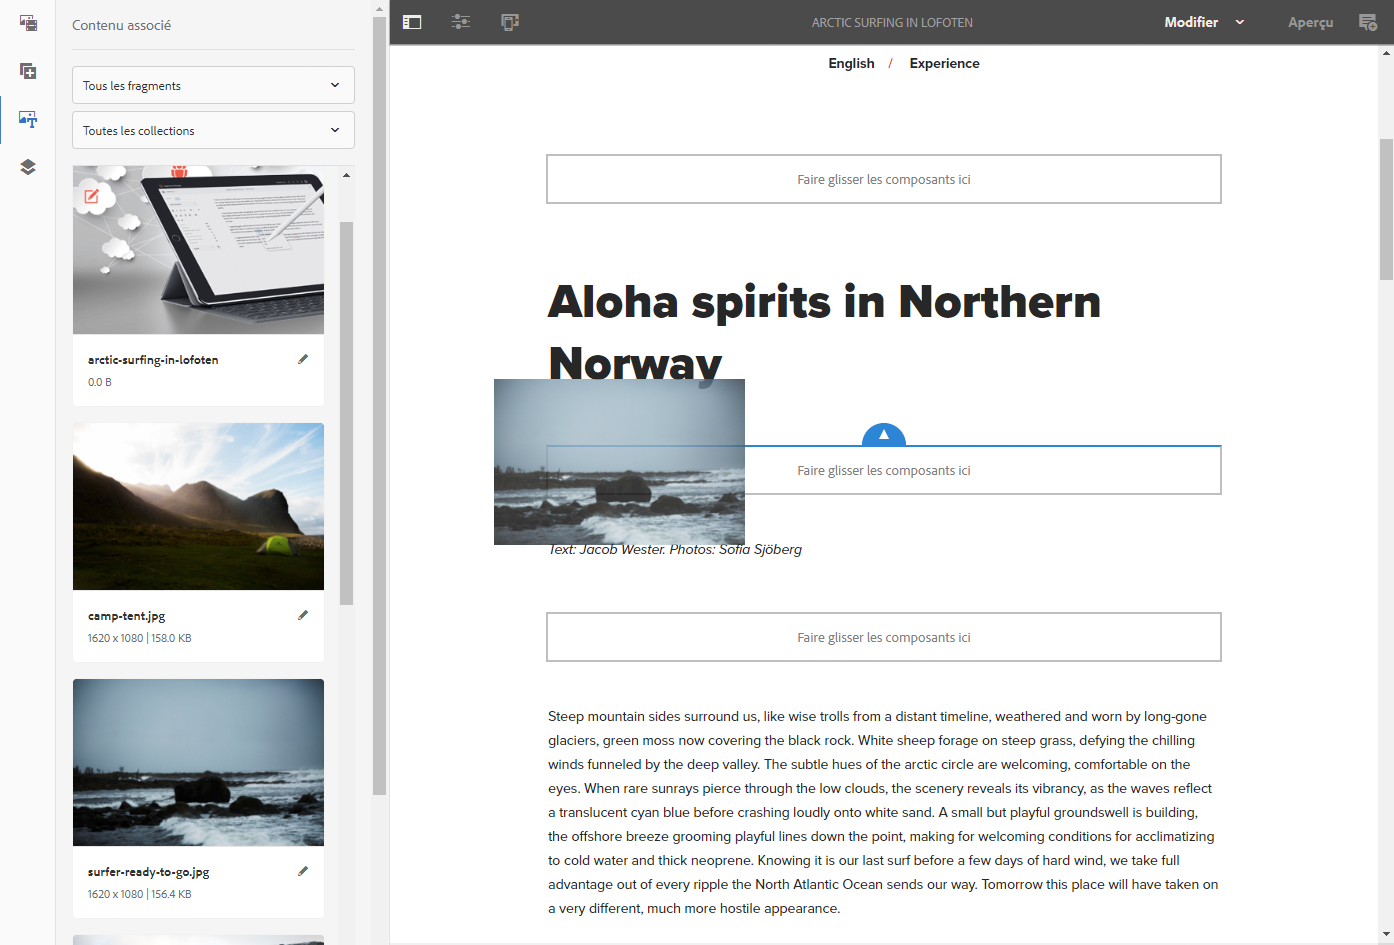 Contenu associé
Tous les fragments
Toutes les collections
arctic-surfing-in-lofoten
0.0 B
camp-tent.jpg
1620 x 1080 | 158.0 KB
surfer-ready-to-go.jpg
1620 x 1080 | 156.4 KB
ARCTIC SURFING IN LOFOTEN
Modifier
Aperçu
English / Experience
Faire glisser les composants ici
Aloha spirits in Northern
Norway
Faire glisser les composants ici
Text: Jacob Wester. Photos: Sofia Sjöberg
Faire glisser les composants ici
Steep mountain sides surround us, like wise trolls from a distant timeline, weathered and worn by long-gone
glaciers, green moss now covering the black rock. White sheep forage on steep grass, defying the chilling
winds funneled by the deep valley. The subtle hues of the arctic circle are welcoming, comfortable on the
eyes. When rare sunrays pierce through the low clouds, the scenery reveals its vibrancy, as the waves reflect
a translucent cyan blue before crashing loudly onto white sand. A small but playful groundswell is building,
the offshore breeze grooming playful lines down the point, making for welcoming conditions for acclimatizing
to cold water and thick neoprene. Knowing it is our last surf before a few days of hard wind, we take full
advantage out of every ripple the North Atlantic Ocean sends our way. Tomorrow this place will have taken on
a very different, much more hostile appearance.